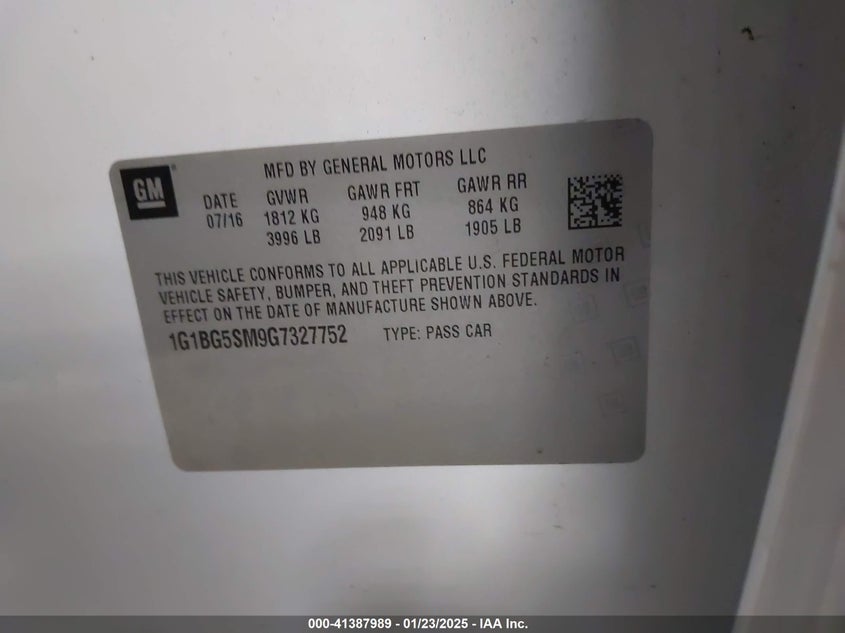 GM
MFD BY GENERAL MOTORS LLC
DATE GVWR GAWR FRT GAWR RR
07/16 1812 KG 948 KG 864 KG
3996 LB 2091 LB 1905 LB
THIS VEHICLE CONFORMS TO ALL APPLICABLE U.S. FEDERAL MOTOR
VEHICLE SAFETY, BUMPER, AND THEFT PREVENTION STANDARDS IN
EFFECT ON THE DATE OF MANUFACTURE SHOWN ABOVE.
1G1BG5SM9G7327752 TYPE: PASS CAR
000-41387989 - 01/23/2025 - IAA Inc.